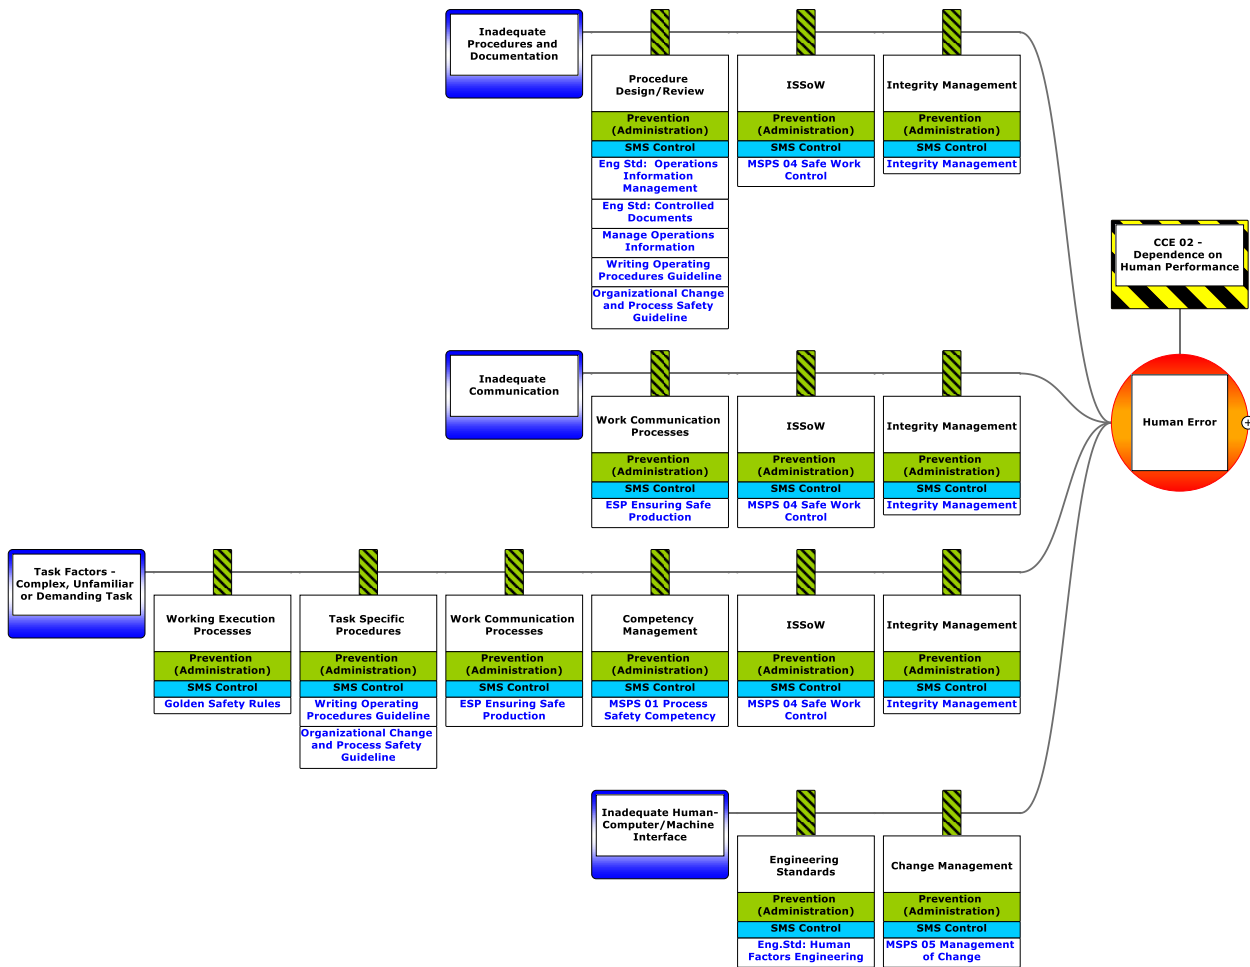 Inadequate
Procedures and
Documentation
Procedure
Design/Review
Prevention
(Administration)
SMS Control
Eng Std: Operations
Information
Management
Eng Std: Controlled
Documents
Manage Operations
Information
Writing Operating
Procedures Guideline
Organizational Change
and Process Safety
Guideline
ISSoW
Prevention
(Administration)
SMS Control
MSPS 04 Safe Work
Control
Integrity Management
Prevention
(Administration)
SMS Control
Integrity Management
CCE 02 -
Dependence on
Human Performance
Human Error
Inadequate
Communication
Work Communication
Processes
Prevention
(Administration)
SMS Control
ESP Ensuring Safe
Production
ISSoW
Prevention
(Administration)
SMS Control
MSPS 04 Safe Work
Control
Integrity Management
Prevention
(Administration)
SMS Control
Integrity Management
Task Factors -
Complex, Unfamiliar
or Demanding Task
Working Execution
Processes
Prevention
(Administration)
SMS Control
Golden Safety Rules
Task Specific
Procedures
Prevention
(Administration)
SMS Control
Writing Operating
Procedures Guideline
Organizational Change
and Process Safety
Guideline
Work Communication
Processes
Prevention
(Administration)
SMS Control
ESP Ensuring Safe
Production
Competency
Management
Prevention
(Administration)
SMS Control
MSPS 01 Process
Safety Competency
ISSoW
Prevention
(Administration)
SMS Control
MSPS 04 Safe Work
Control
Integrity Management
Prevention
(Administration)
SMS Control
Integrity Management
Inadequate Human-
Computer/Machine
Interface
Engineering
Standards
Prevention
(Administration)
SMS Control
Eng.Std: Human
Factors Engineering
Change Management
Prevention
(Administration)
SMS Control
MSPS 05 Management
of Change